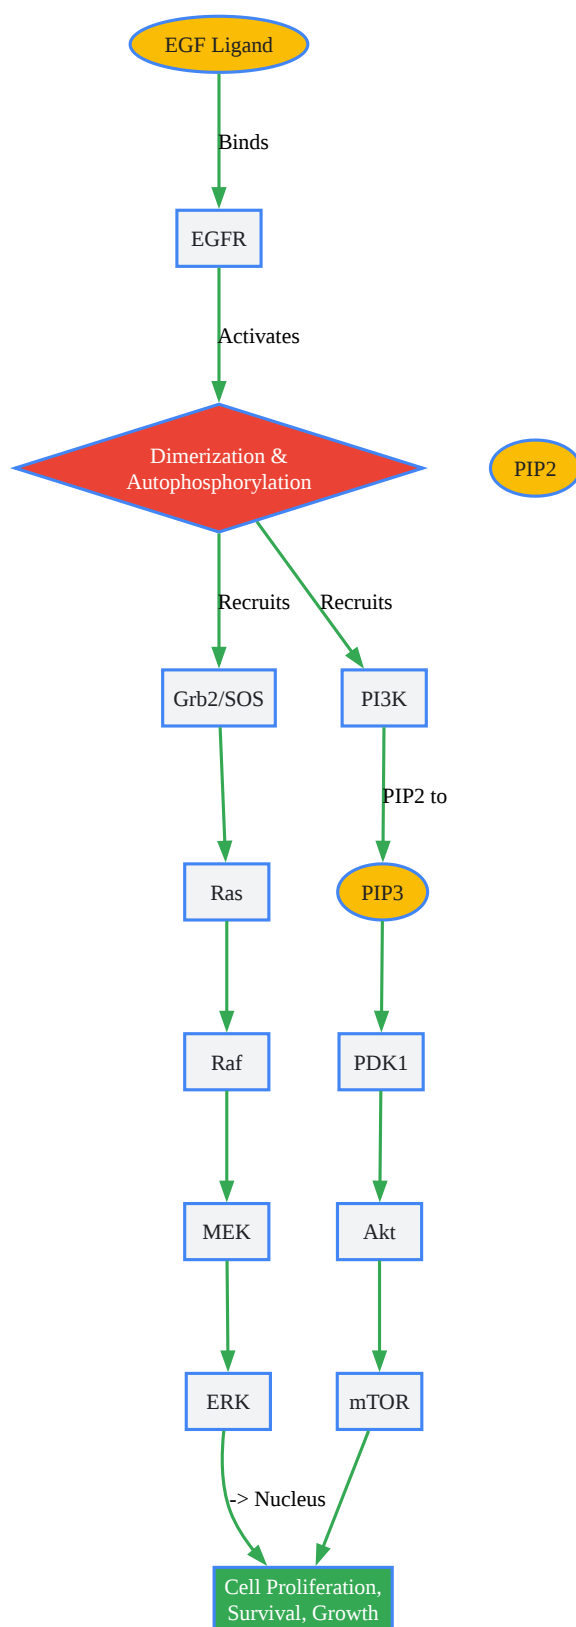 EGF Ligand
Binds
EGFR
Activates
Dimerization &
Autophosphorylation
PIP2
Recruits
Recruits
Grb2/SOS
PI3K
PIP2 to
Ras
PIP3
Raf
PDK1
MEK
Akt
ERK
mTOR
-> Nucleus
Cell Proliferation,
Survival, Growth